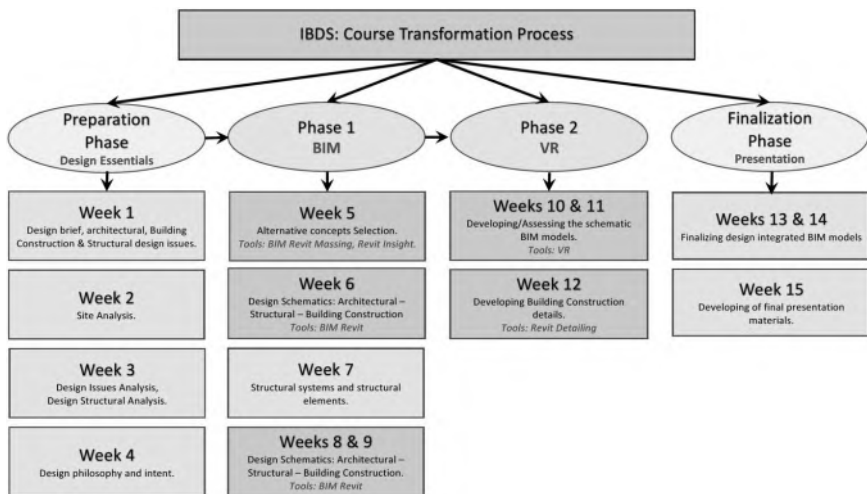 IBDS: Course Transformation Process
Preparation
Phase
Design Essentials
Phase 1
BIM
Phase 2
VR
Finalization
Phase
Presentation
Week 1
Design brief, architectural, Building
Construction & Structural design issues.
Week 2
Site Analysis.
Week 3
Design Issues Analysis,
Design Structural Analysis.
Week 4
Design philosophy and intent.
Week 5
Alternative concepts Selection.
Tools: BIM Revit Massing, Revit Insight.
Week 6
Design Schematics: Architectural –
Structural – Building Construction
Tools: BIM Revit
Week 7
Structural systems and structural
elements.
Weeks 8 & 9
Design Schematics: Architectural –
Structural – Building Construction.
Tools: BIM Revit
Weeks 10 & 11
Developing/Assessing the schematic
BIM models.
Tools: VR
Week 12
Developing Building Construction
details.
Tools: Revit Detailing
Weeks 13 & 14
Finalizing design integrated BIM models
Week 15
Developing of final presentation
materials.